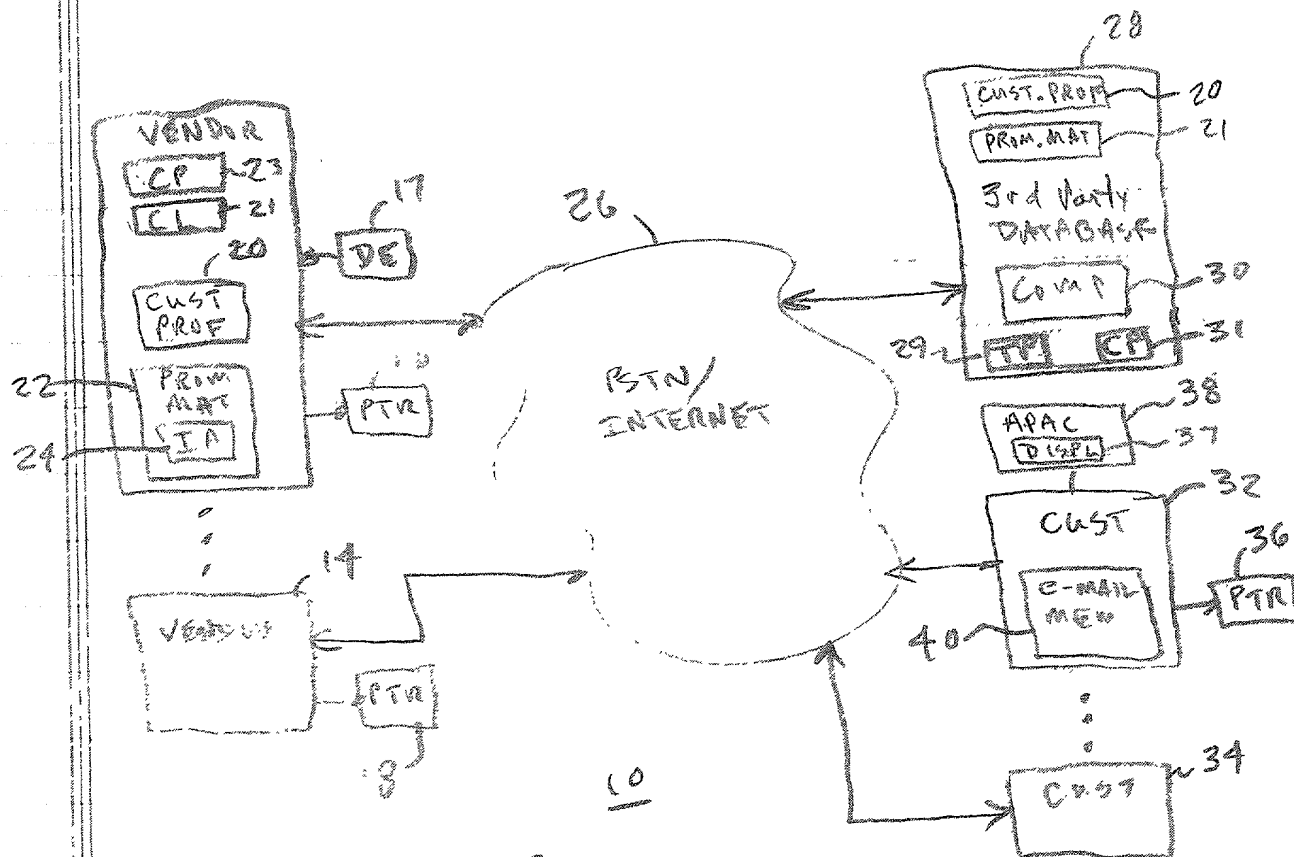 VENDOR
CP
23
CL
21
20
CUST
PROF
22
PROM
MAT
24
17
DE
PTR
14
PTR
26
PSTN/
INTERNET
10
28
CUST. PROF
20
PROM. MAT
21
3rd Party
DATABASE
COMP
30
29
TP
CP
31
38
APAC
DISPL
37
32
CUST
E-MAIL
40
36
PTR
34
CUST